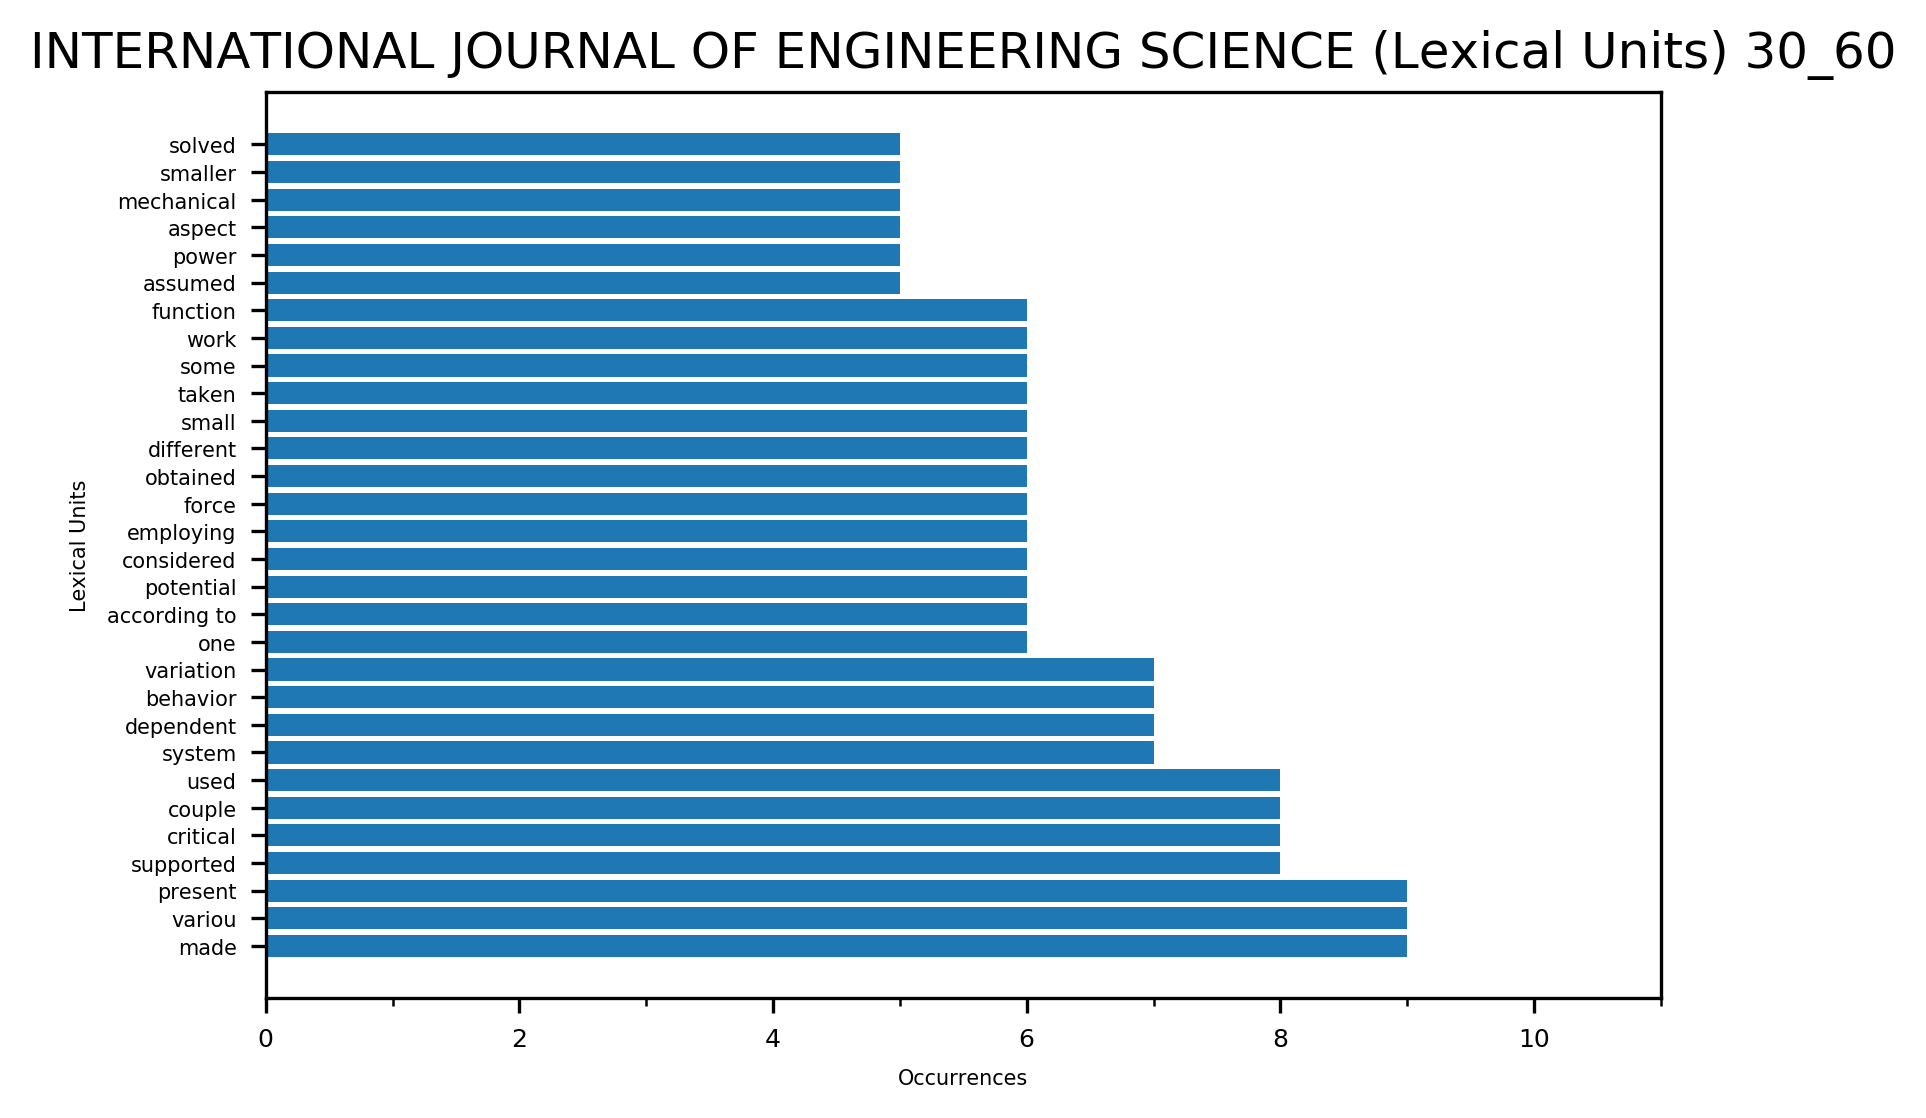 INTERNATIONAL JOURNAL OF ENGINEERING SCIENCE (Lexical Units) 30_60
Lexical Units
solved
smaller
mechanical
aspect
power
assumed
function
work
some
taken
small
different
obtained
force
employing
considered
potential
according to
one
variation
behavior
dependent
system
used
couple
critical
supported
present
variou
made
0 2 4 6 8 10
Occurrences